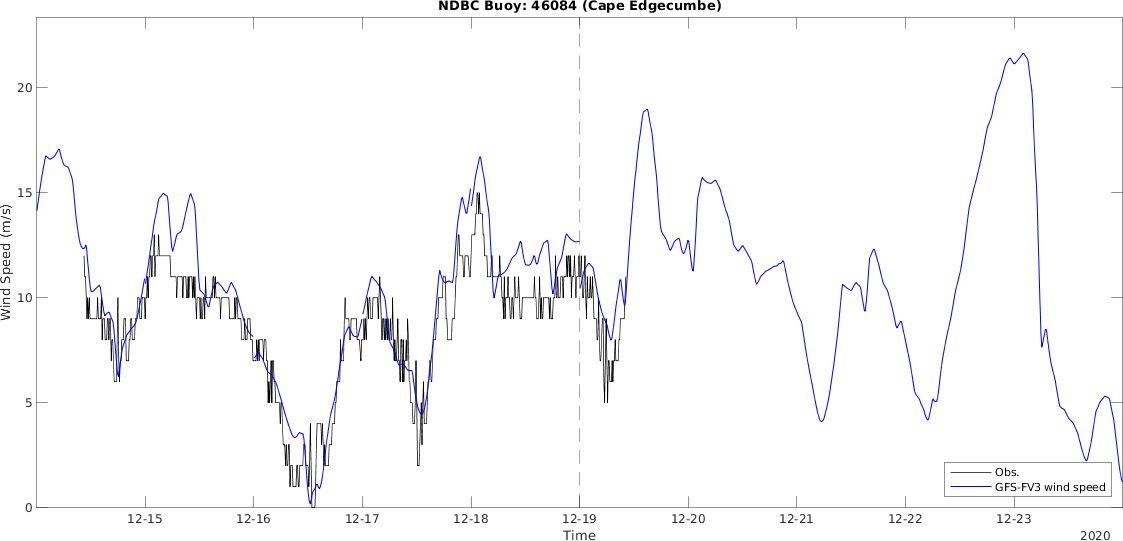 NDBC Buoy: 46084 (Cape Edgecumbe)
Wind Speed (m/s)
20
15
10
5
0
12-15 12-16 12-17 12-18 12-19 12-20 12-21 12-22 12-23
Time
2020
Obs.
GFS-FV3 wind speed